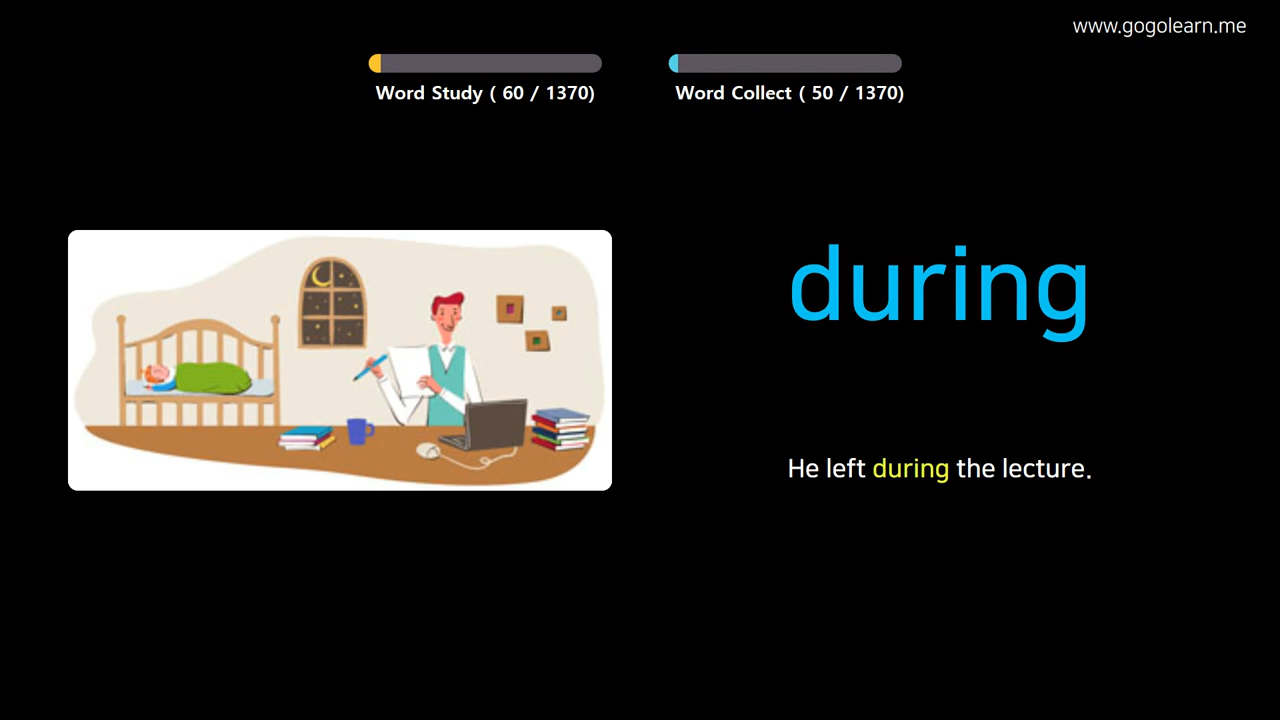 www.gogolearn.me
Word Study ( 60 / 1370)
Word Collect ( 50 / 1370)
during
He left during the lecture.